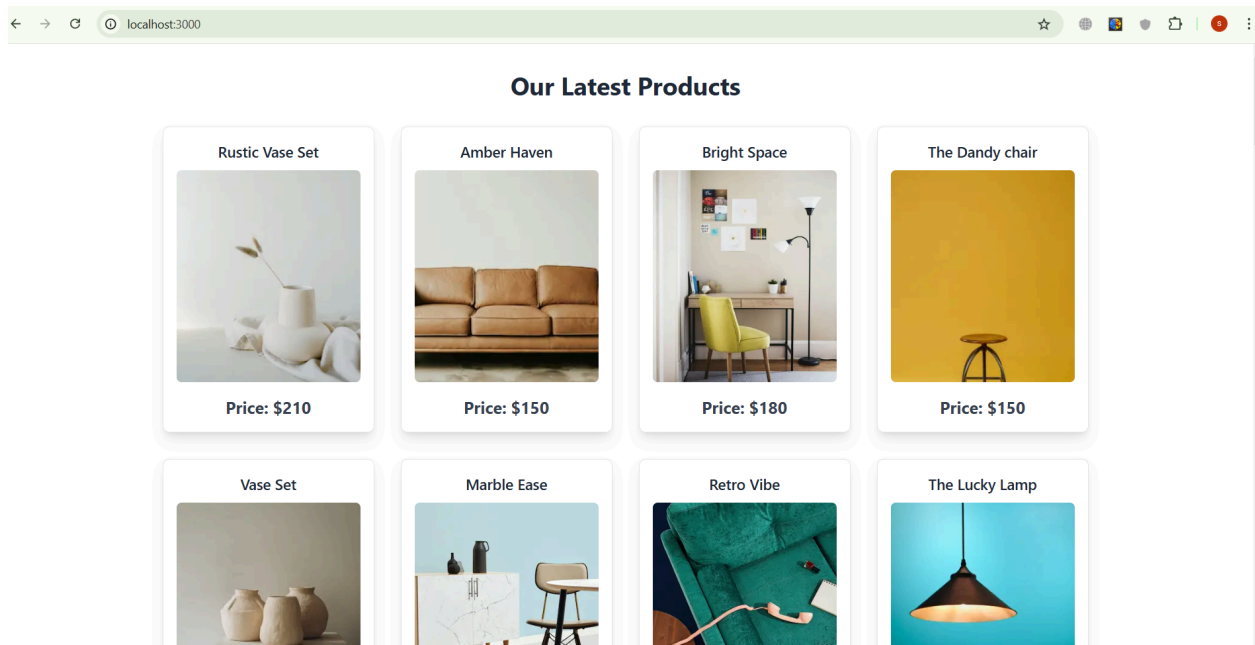 localhost:3000
S
Our Latest Products
Rustic Vase Set
Amber Haven
Bright Space
The Dandy chair
Price: $210
Price: $150
Price: $180
Price: $150
Vase Set
Marble Ease
Retro Vibe
The Lucky Lamp